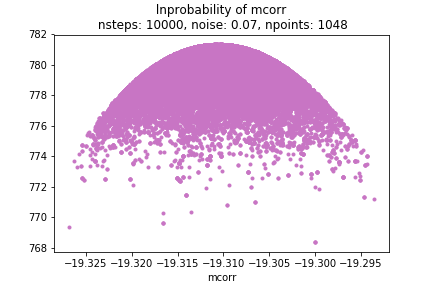 lnprobability of mcorr
nsteps: 10000, noise: 0.07, npoints: 1048
782
780
778
776
774
772
770
768
−19.325 −19.320 −19.315 −19.310 −19.305 −19.300 −19.295
mcorr